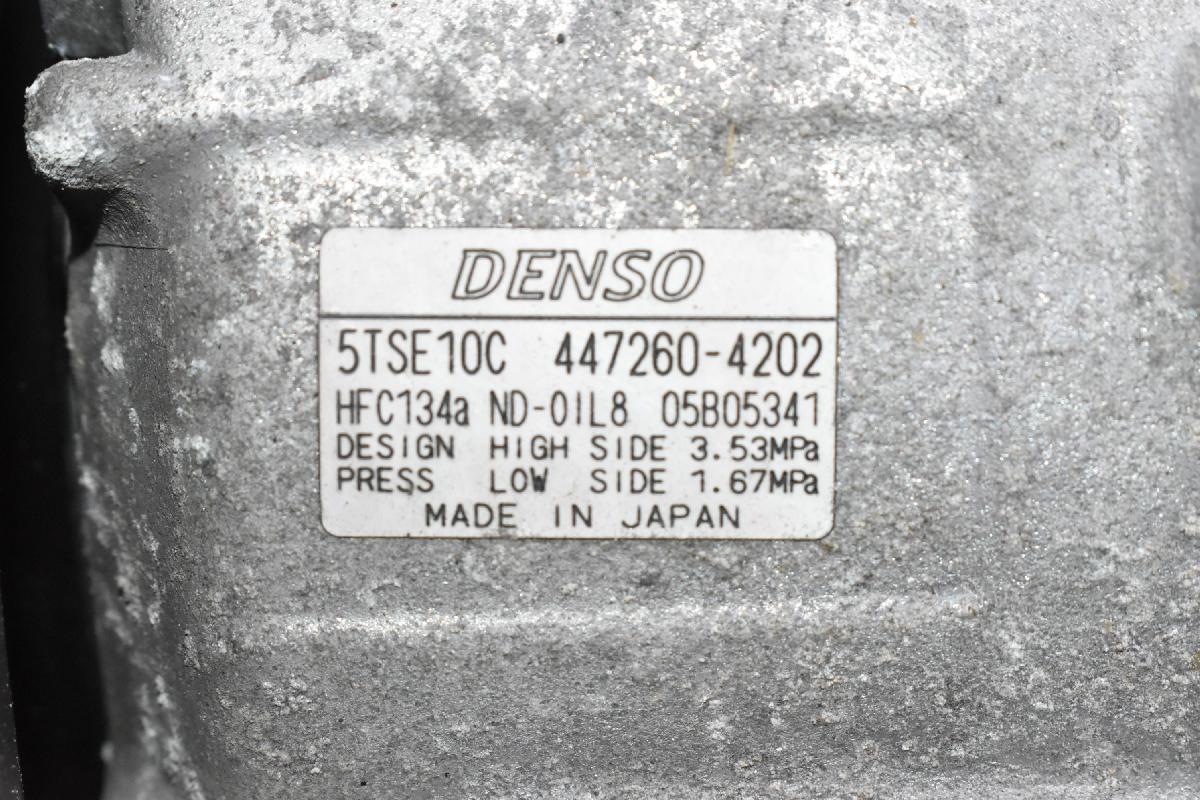 DENSO
5TSE10C 447260-4202
HFC134a ND-OIL8 05B05341
DESIGN HIGH SIDE 3.53MPa
PRESS LOW SIDE 1.67MPa
MADE IN JAPAN